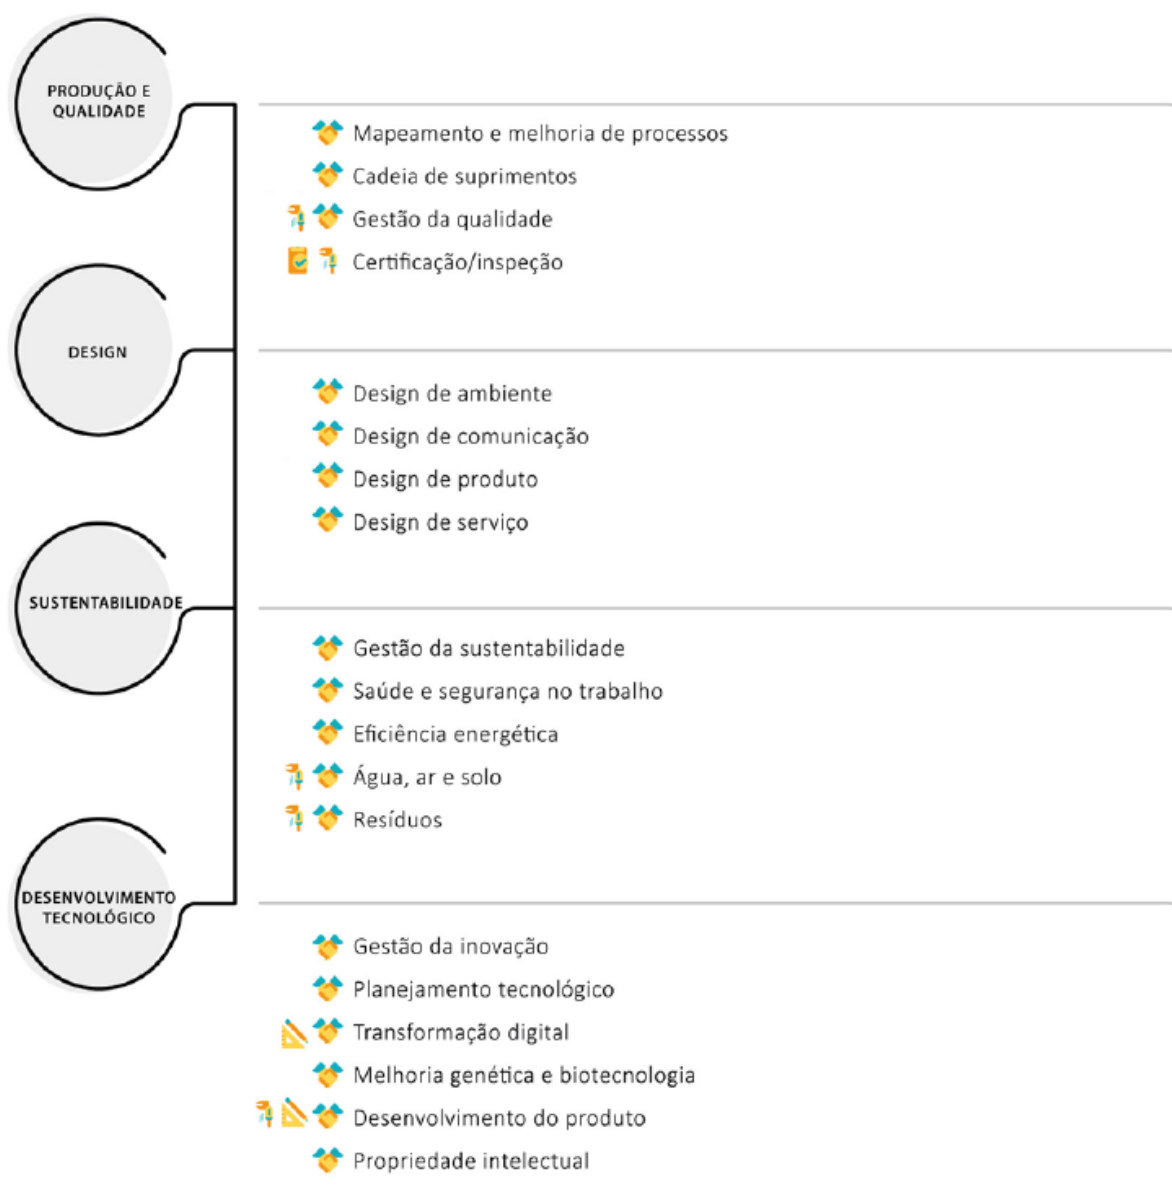 PRODUÇÃO E
QUALIDADE
Mapeamento e melhoria de processos
Cadeia de suprimentos
Gestão da qualidade
Certificação/inspeção
DESIGN
Design de ambiente
Design de comunicação
Design de produto
Design de serviço
SUSTENTABILIDADE
Gestão da sustentabilidade
Saúde e segurança no trabalho
Eficiência energética
Água, ar e solo
Resíduos
DESENVOLVIMENTO
TECNOLÓGICO
Gestão da inovação
Planejamento tecnológico
Transformação digital
Melhoria genética e biotecnologia
Desenvolvimento do produto
Propriedade intelectual